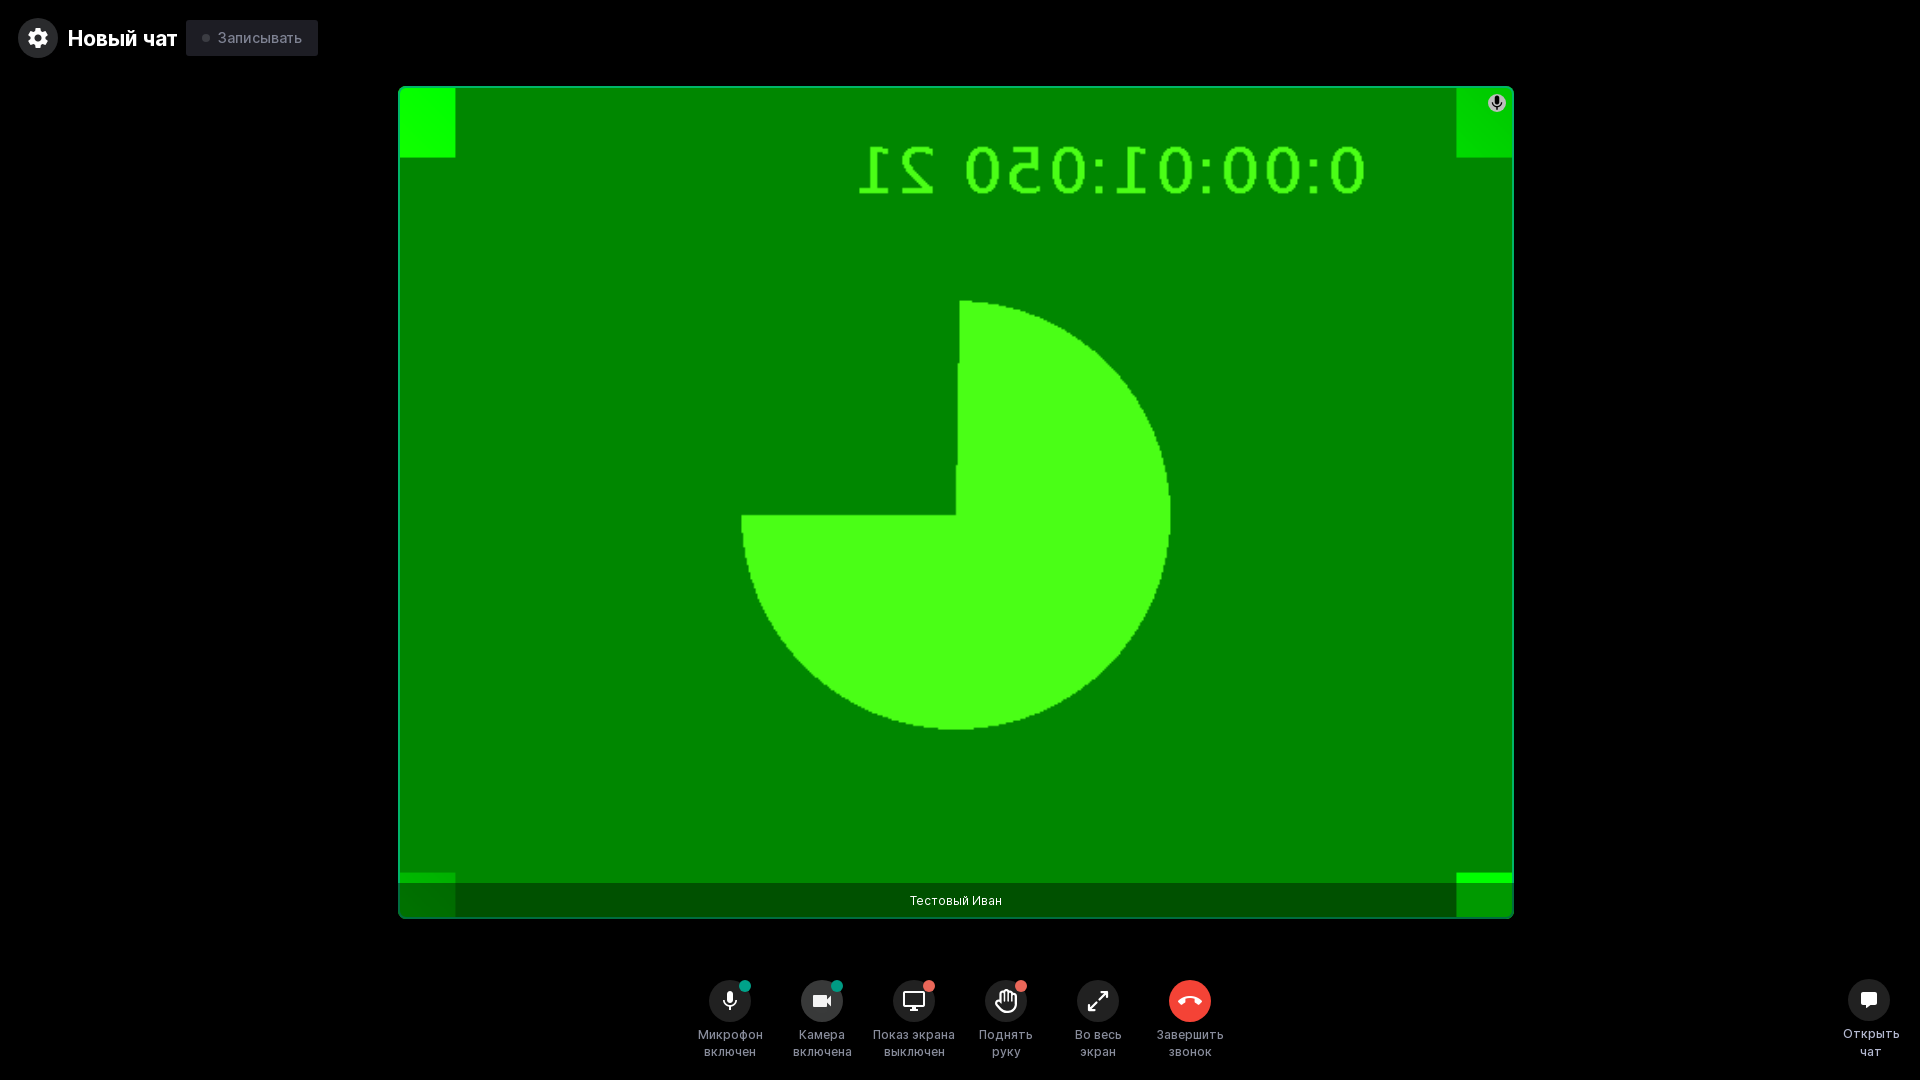 Новый чат
Записывать
0:00:01:050 21
Тестовый Иван
Микрофон включен
Камера включена
Показ экрана выключен
Поднять руку
Во весь экран
Завершить звонок
Открыть чат